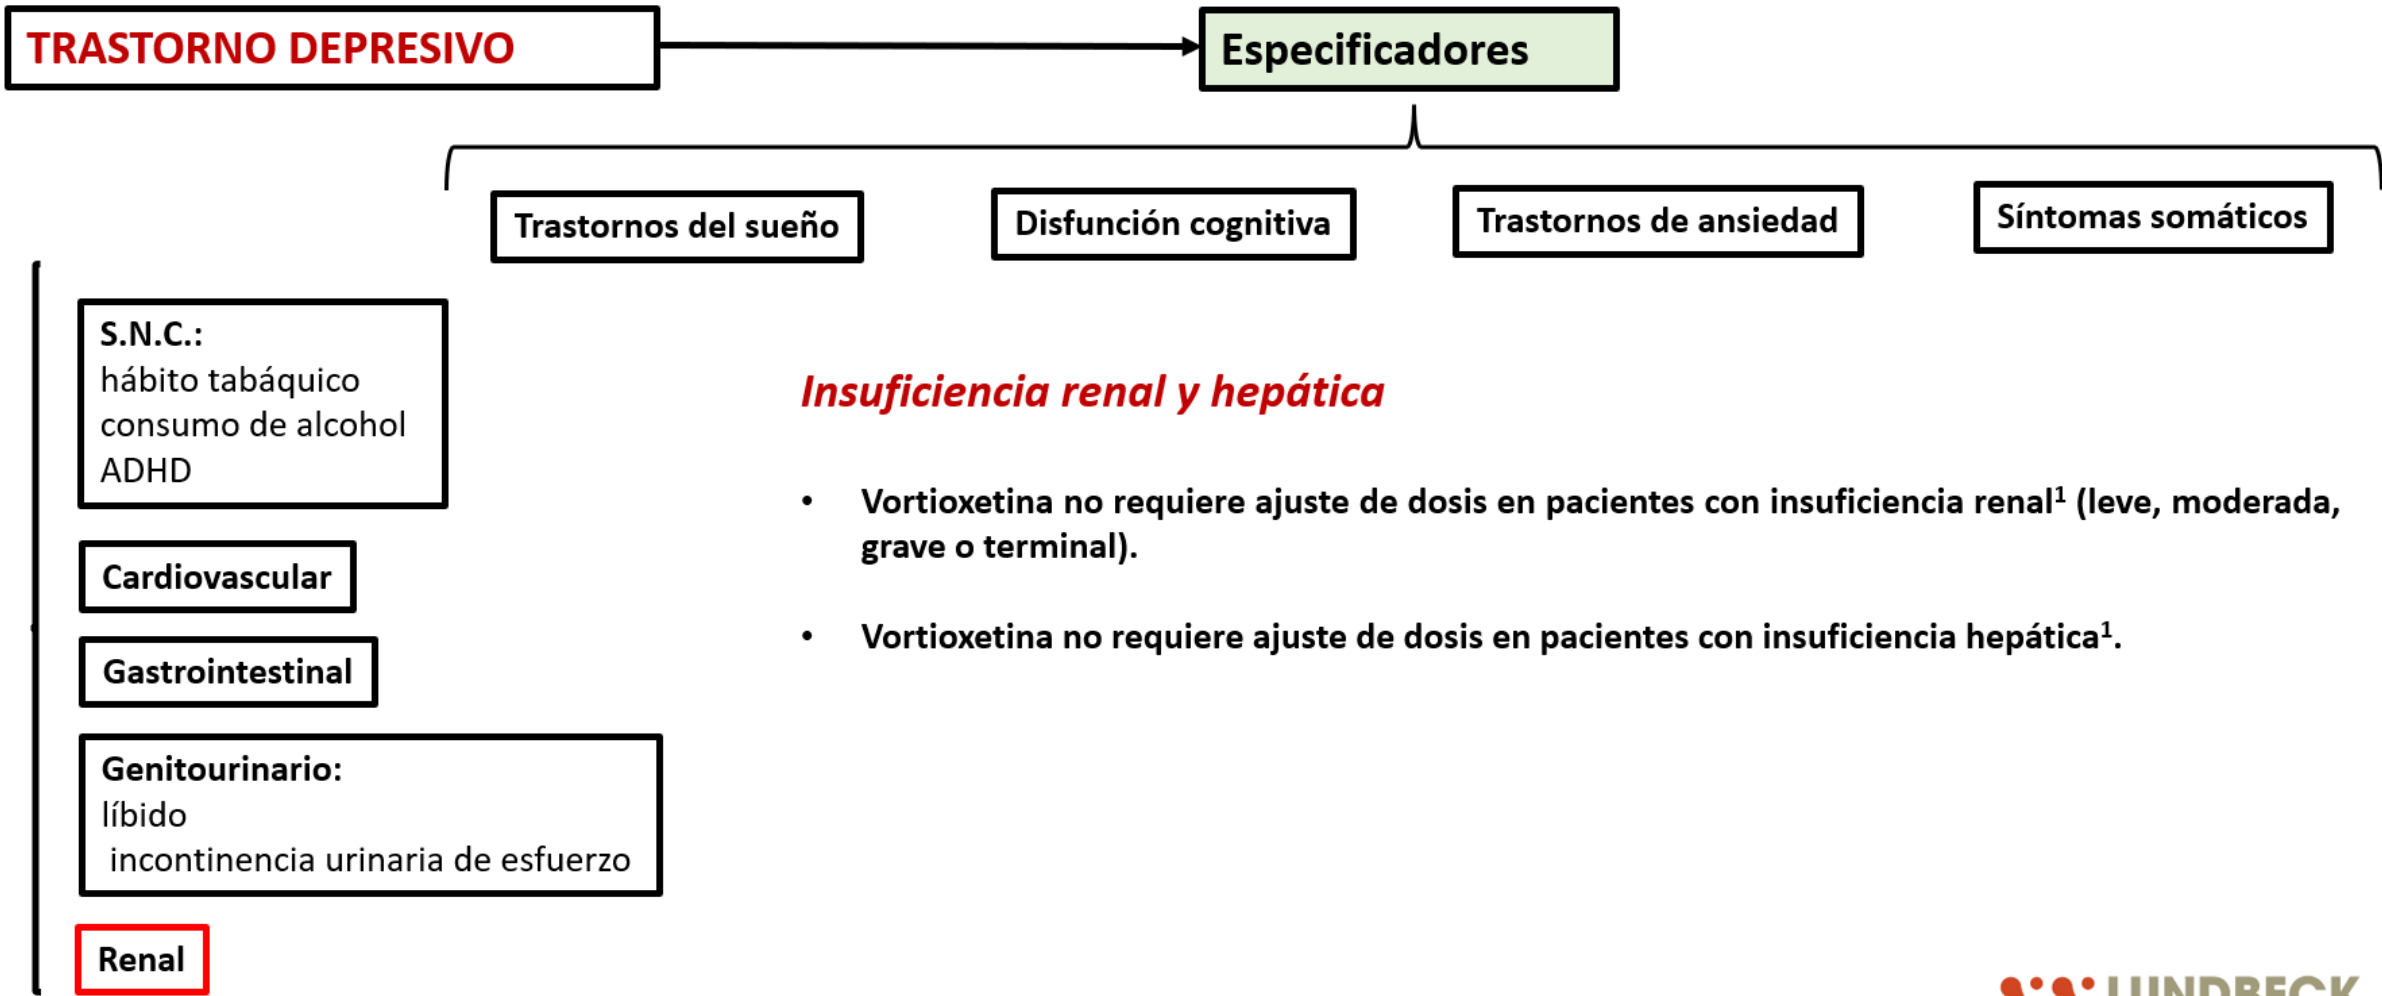 TRASTORNO DEPRESIVO
Especificadores
Trastornos del sueño
Disfunción cognitiva
Trastornos de ansiedad
Síntomas somáticos
S.N.C.:
hábito tabáquico
consumo de alcohol
ADHD
Cardiovascular
Gastrointestinal
Genitourinario:
líbido
incontinencia urinaria de esfuerzo
Renal
Insuficiencia renal y hepática
• Vortioxetina no requiere ajuste de dosis en pacientes con insuficiencia renal¹ (leve, moderada,
grave o terminal).
• Vortioxetina no requiere ajuste de dosis en pacientes con insuficiencia hepática¹.
LUNDBECK